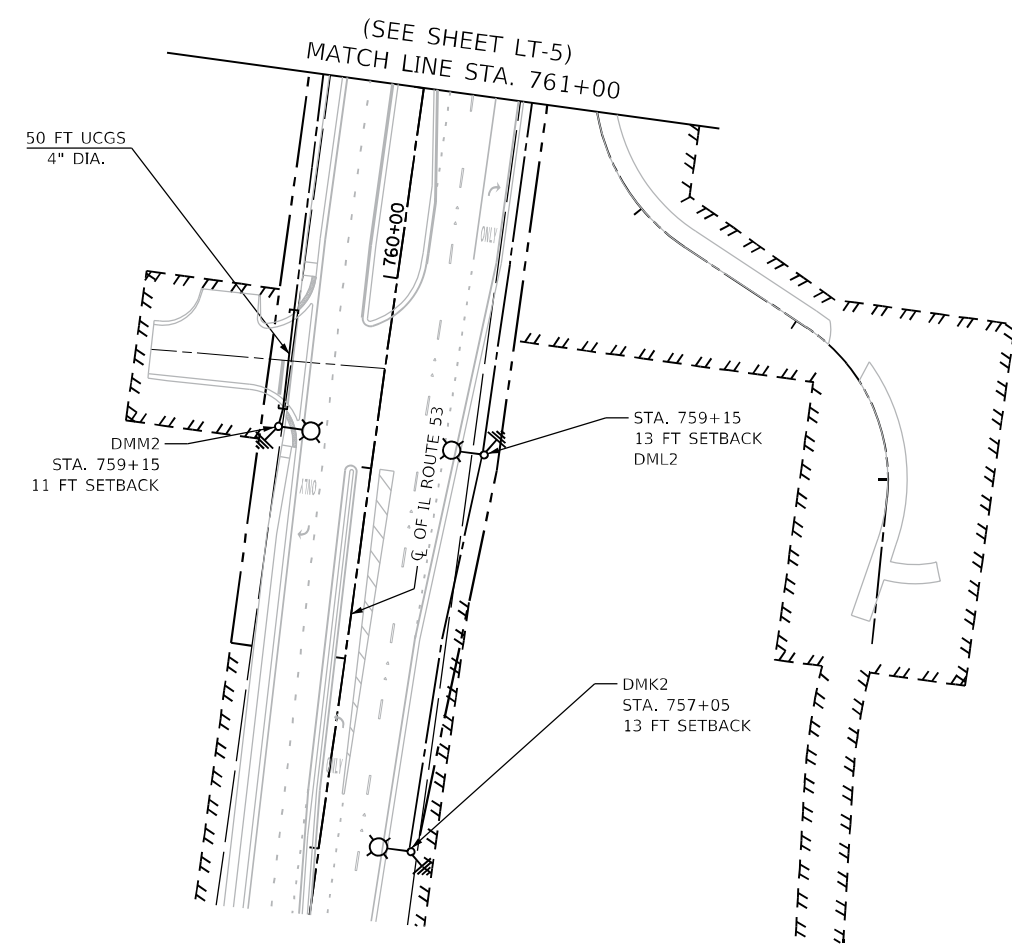 (SEE SHEET LT-5)
MATCH LINE STA. 761+00
50 FT UCGS
4" DIA.
760+00
ONLY
DMM2
STA. 759+15
11 FT SETBACK
STA. 759+15
13 FT SETBACK
DML2
ONLY
℄ OF IL ROUTE 53
DMK2
STA. 757+05
13 FT SETBACK
ONLY